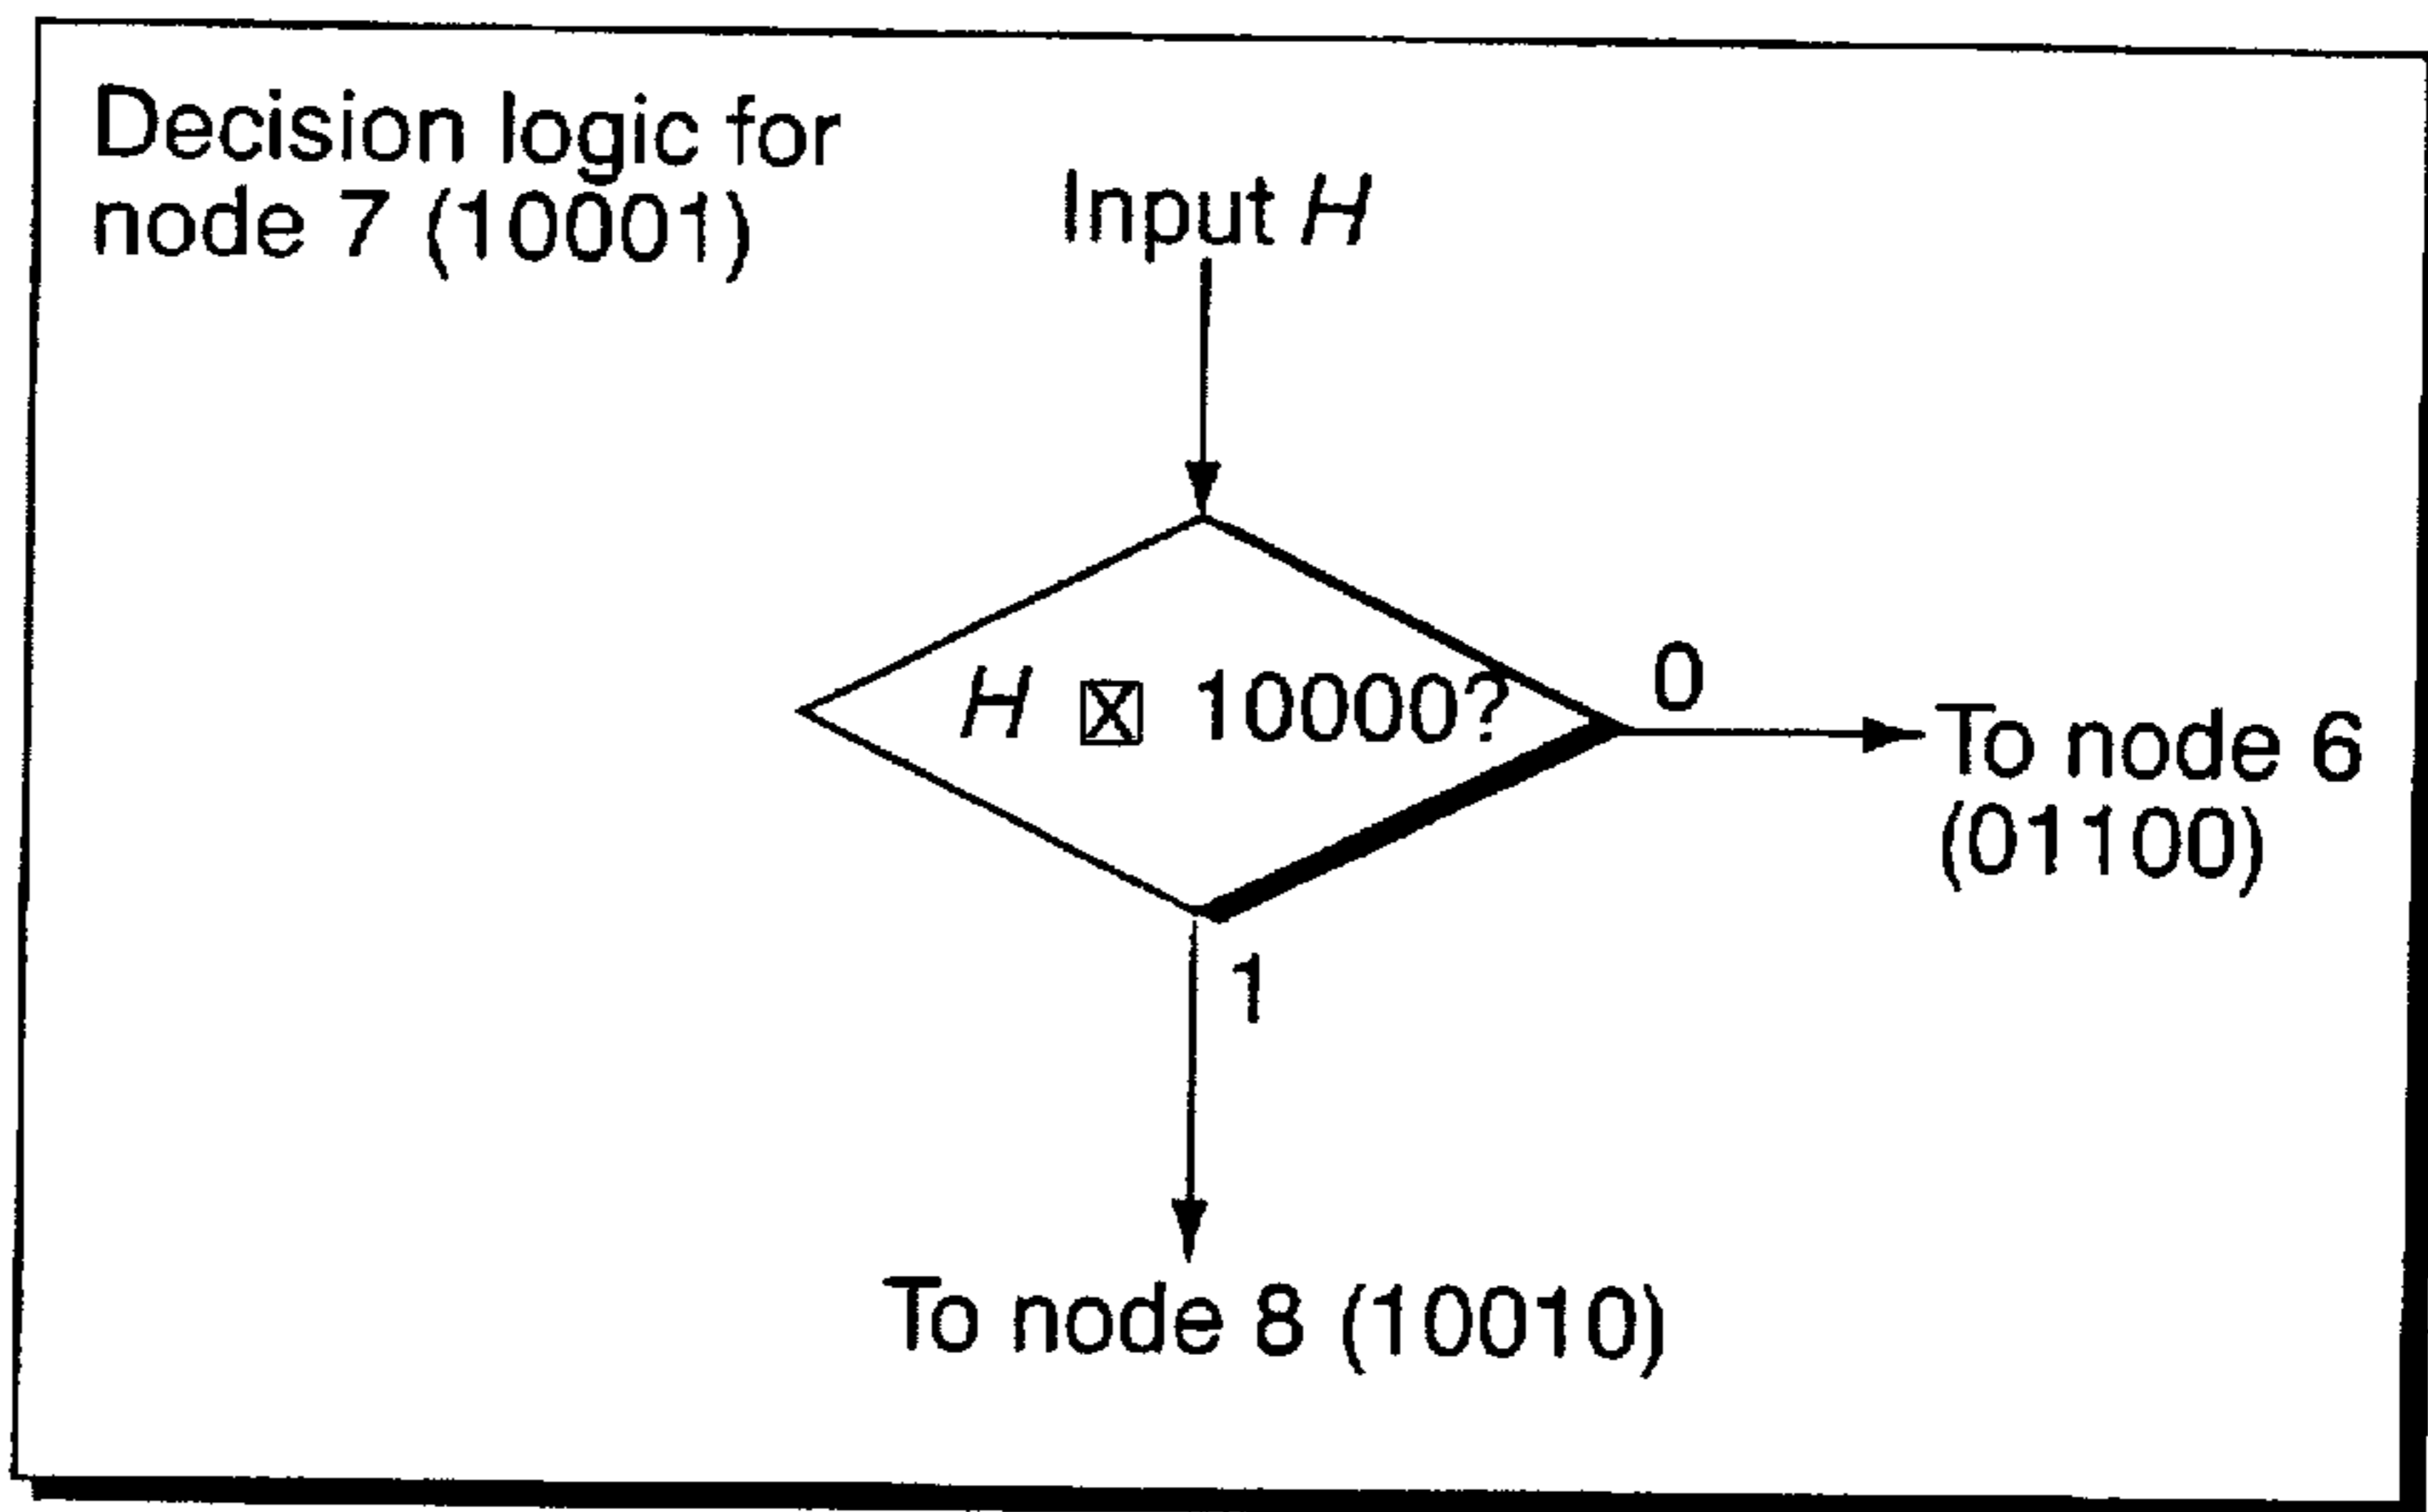 Decision logic for
node 7 (10001)
Input H
H ☒ 10000?
0
To node 6
(01100)
1
To node 8 (10010)